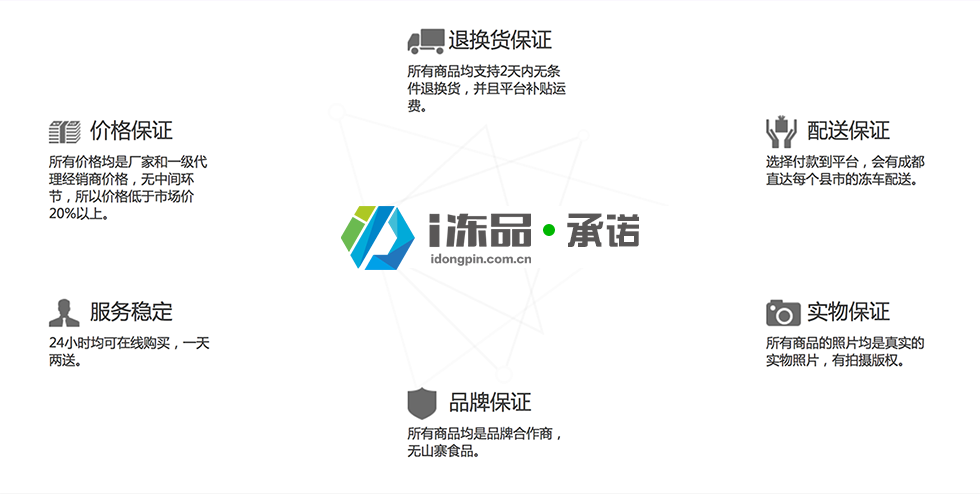 退换货保证
所有商品均支持2天内无条
件退换货，并且平台补贴运
费。
价格保证
所有价格均是厂家和一级代
理经销商价格，无中间环
节，所以价格低于市场价
20%以上。
配送保证
选择付款到平台，会有成都
直达每个县市的冻车配送。
i冻品·承诺
idongpin.com.cn
服务稳定
24小时均可在线购买，一天
两送。
实物保证
所有商品的照片均是真实的
实物照片，有拍摄版权。
品牌保证
所有商品均是品牌合作商，
无山寨食品。